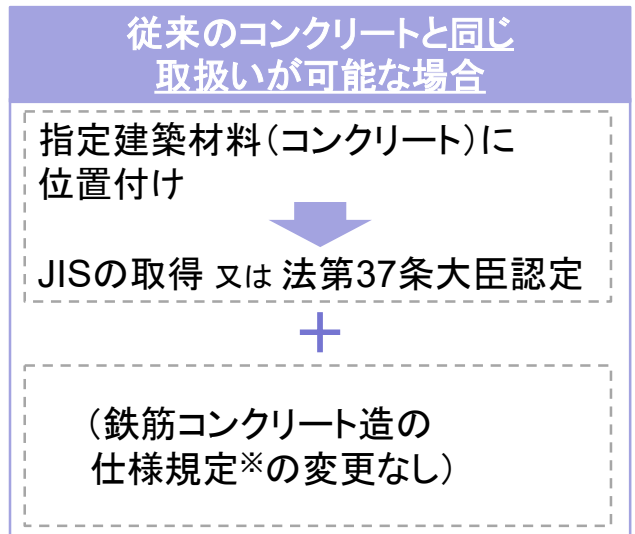 従来のコンクリートと同じ
取扱いが可能な場合
指定建築材料(コンクリート)に
位置付け
JISの取得 又は 法第37条大臣認定
＋
(鉄筋コンクリート造の
仕様規定※の変更なし)